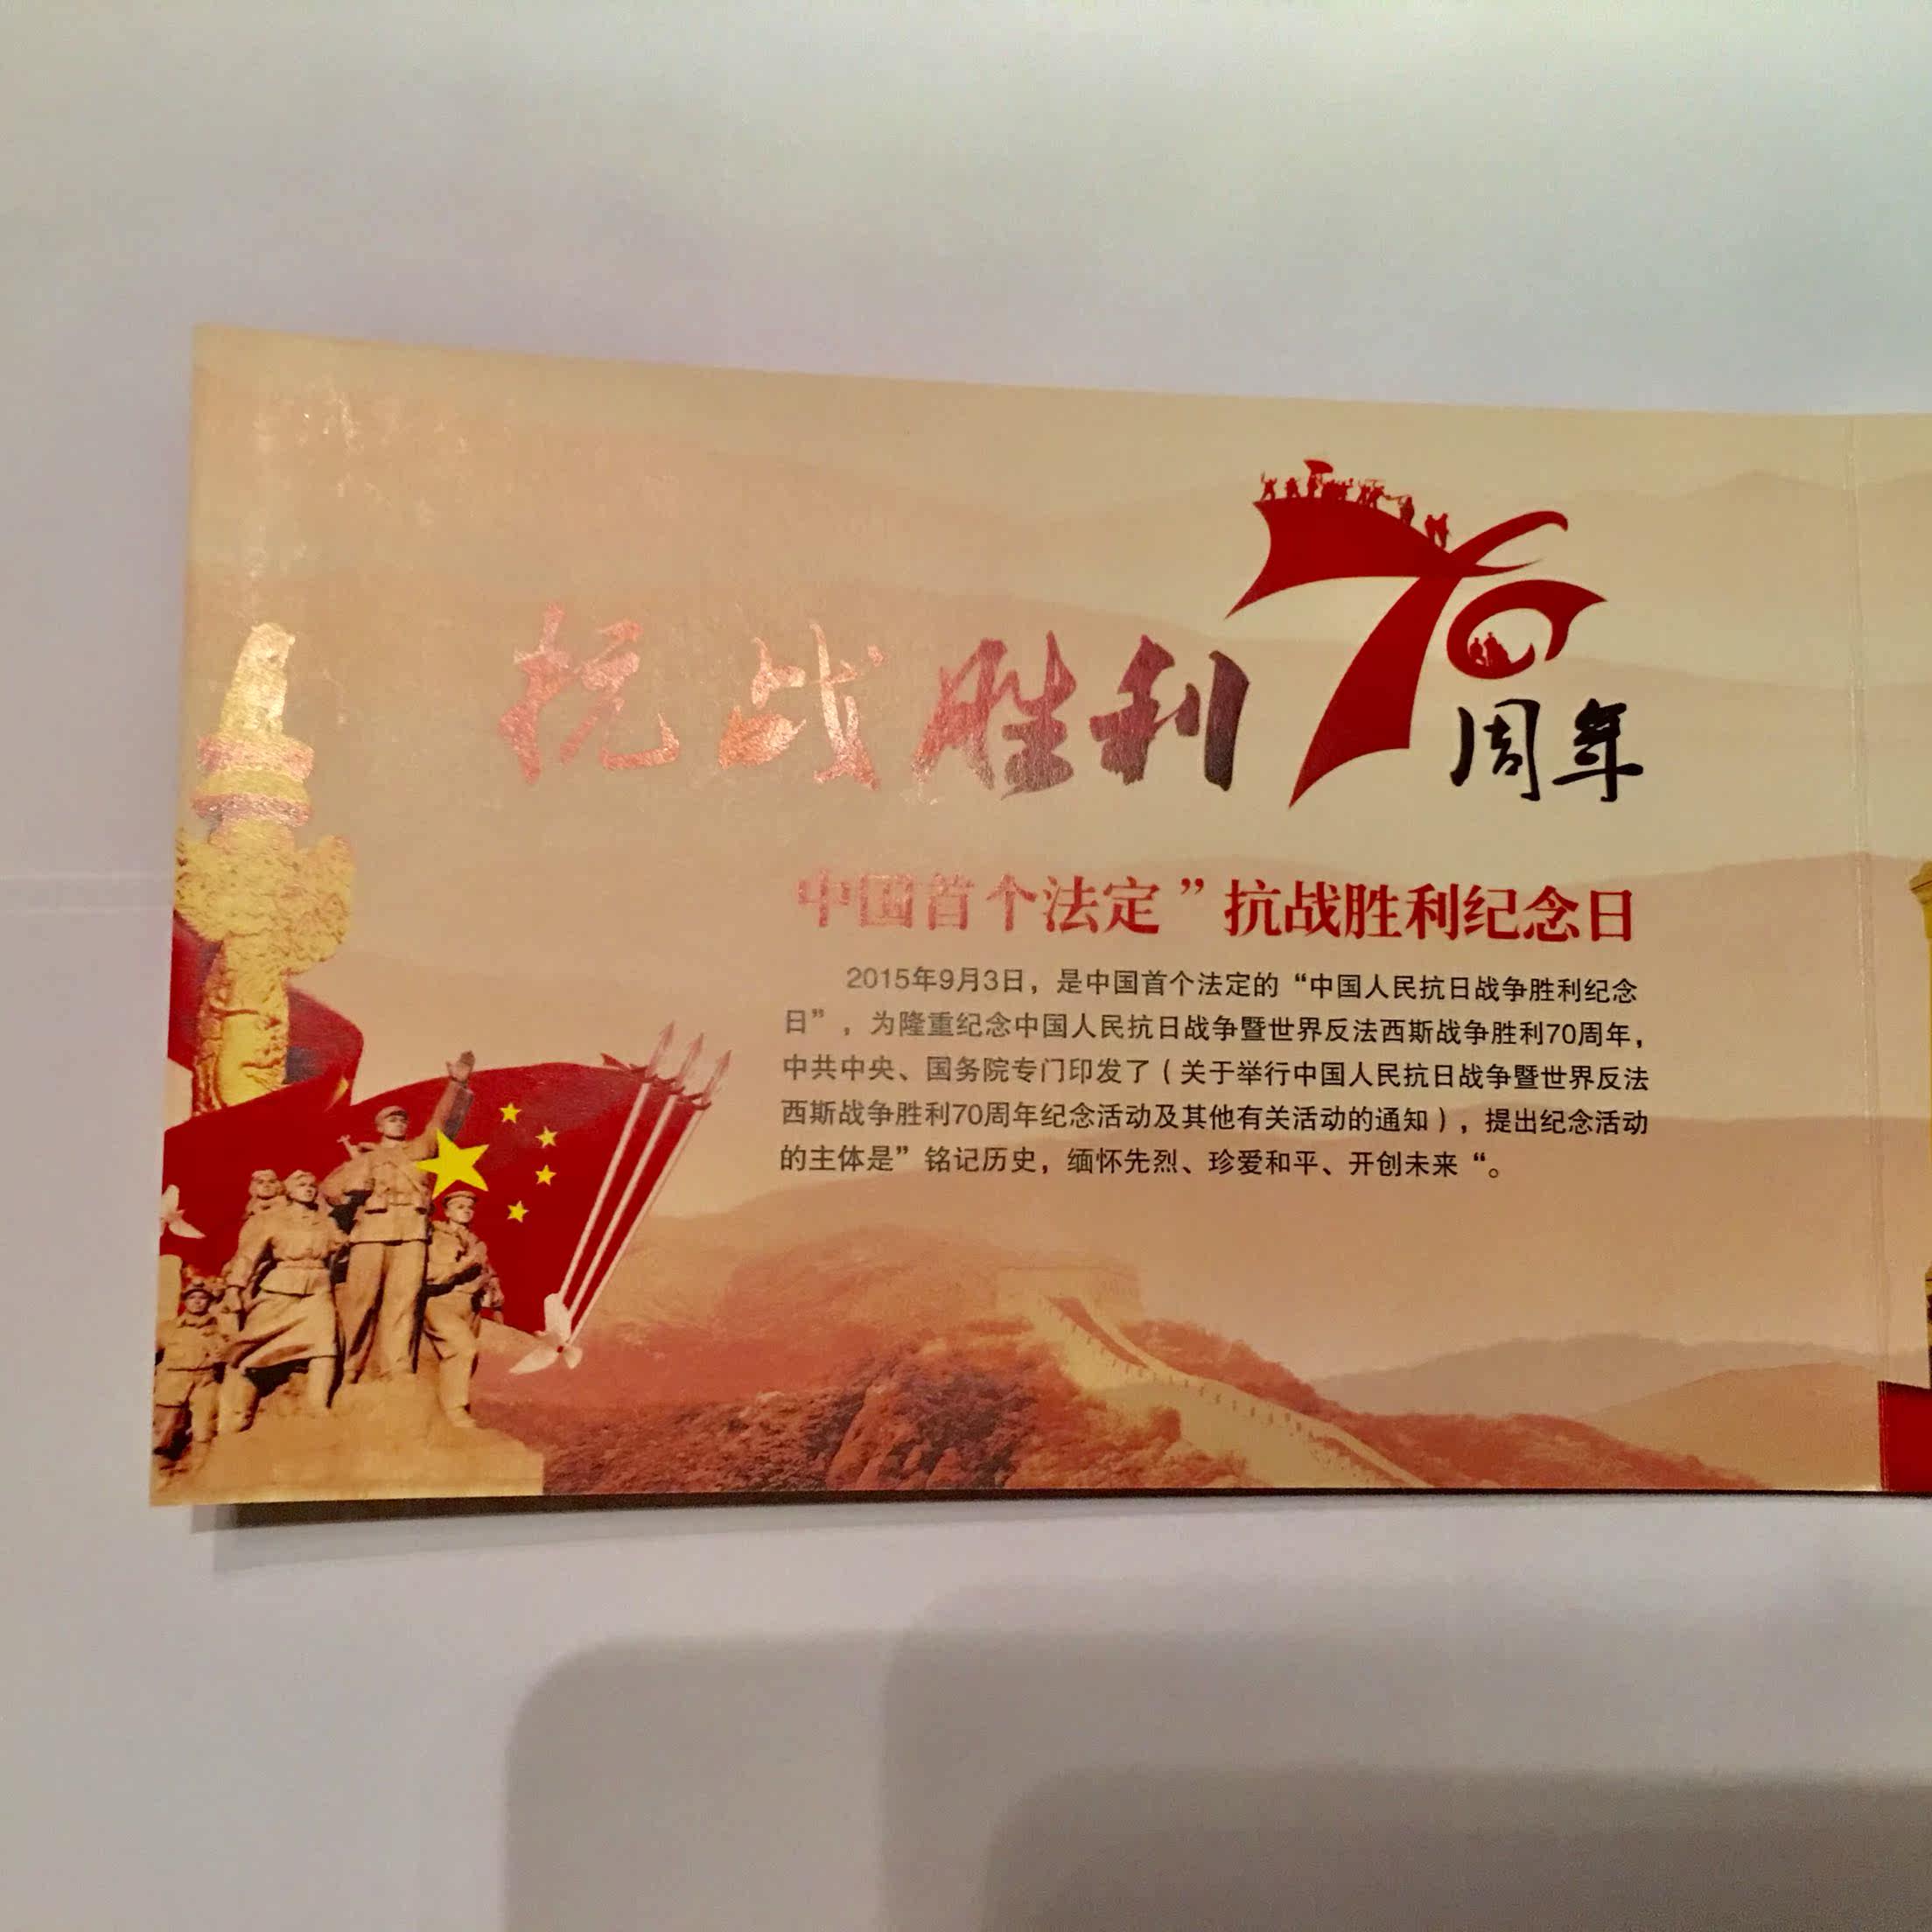 抗战胜利70周年
中国首个法定”抗战胜利纪念日
2015年9月3日，是中国首个法定的“中国人民抗日战争胜利纪念
日”，为隆重纪念中国人民抗日战争暨世界反法西斯战争胜利70周年，
中共中央、国务院专门印发了（关于举行中国人民抗日战争暨世界反法
西斯战争胜利70周年纪念活动及其他有关活动的通知），提出纪念活动
的主体是”铭记历史，缅怀先烈、珍爱和平、开创未来“。